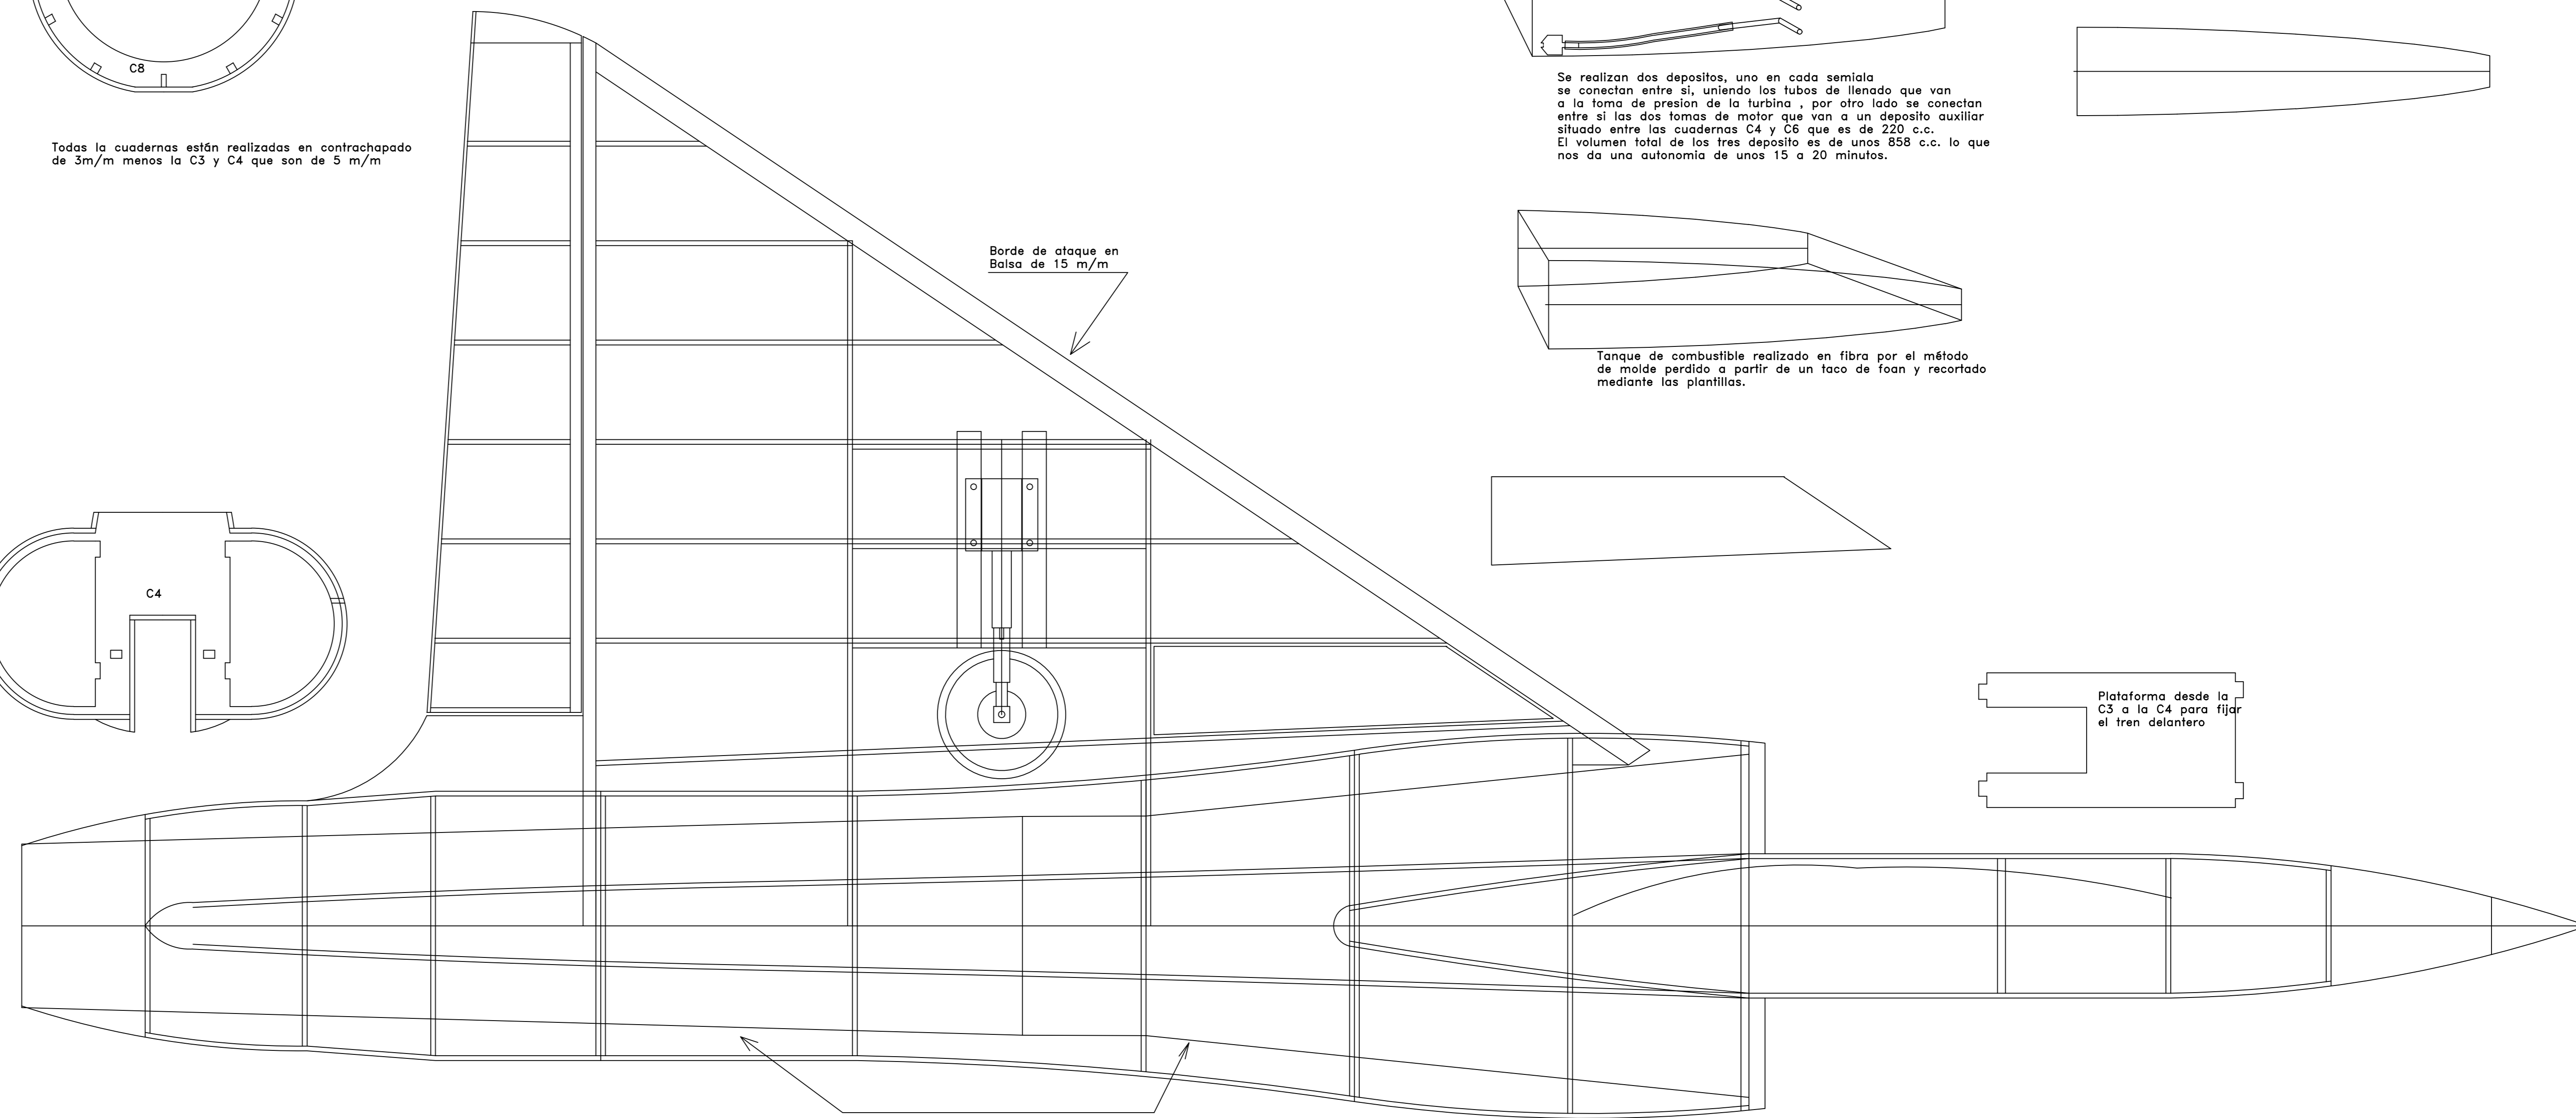 C8
Todas la cuadernas están realizadas en contrachapado
de 3m/m menos la C3 y C4 que son de 5 m/m
Se realizan dos depositos, uno en cada semiala
se conectan entre si, uniendo los tubos de llenado que van
a la toma de presion de la turbina , por otro lado se conectan
entre si las dos tomas de motor que van a un deposito auxiliar
situado entre las cuadernas C4 y C6 que es de 220 c.c.
El volumen total de los tres deposito es de unos 858 c.c. lo que
nos da una autonomia de unos 15 a 20 minutos.
Borde de ataque en
Balsa de 15 m/m
Tanque de combustible realizado en fibra por el método
de molde perdido a partir de un taco de foan y recortado
mediante las plantillas.
C4
Plataforma desde la
C3 a la C4 para fijar
el tren delantero